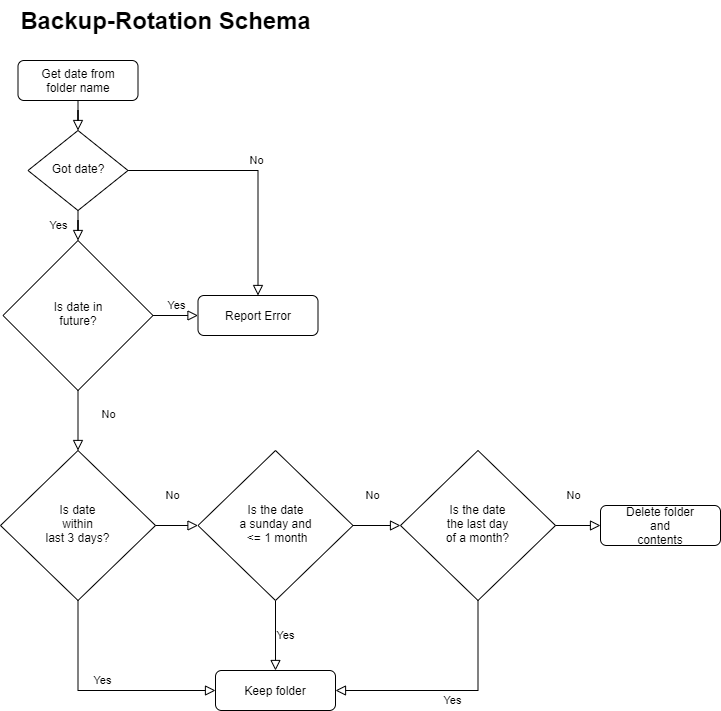 Backup-Rotation Schema
Get date from
folder name
Got date?
No
Yes
Is date in
future?
Yes
Report Error
No
Is date
within
last 3 days?
No
Is the date
a sunday and
<= 1 month
No
Is the date
the last day
of a month?
No
Delete folder
and
contents
Yes
Yes
Keep folder
Yes